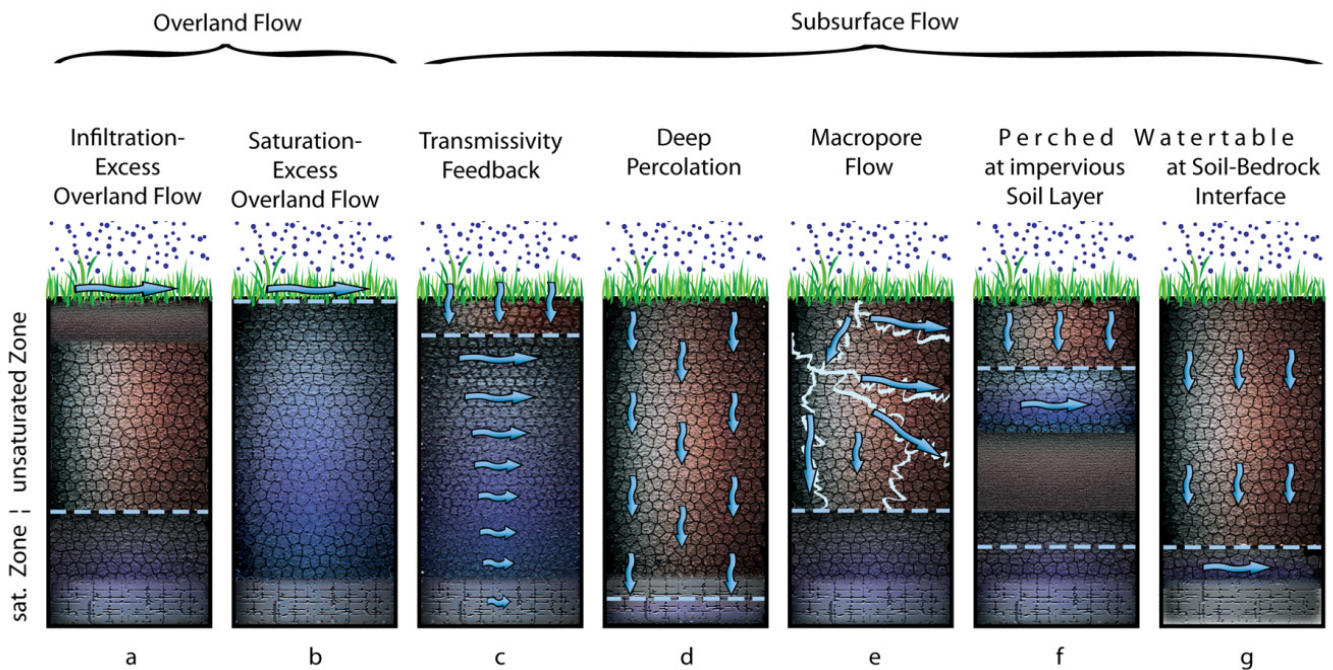 Overland Flow
Subsurface Flow
Infiltration-
Excess
Overland Flow
Saturation-
Excess
Overland Flow
Transmissivity
Feedback
Deep
Percolation
Macropore
Flow
Perched Watertable
at impervious
Soil Layer
at Soil-Bedrock
Interface
sat. Zone ¦ unsaturated Zone
a
b
c
d
e
f
g